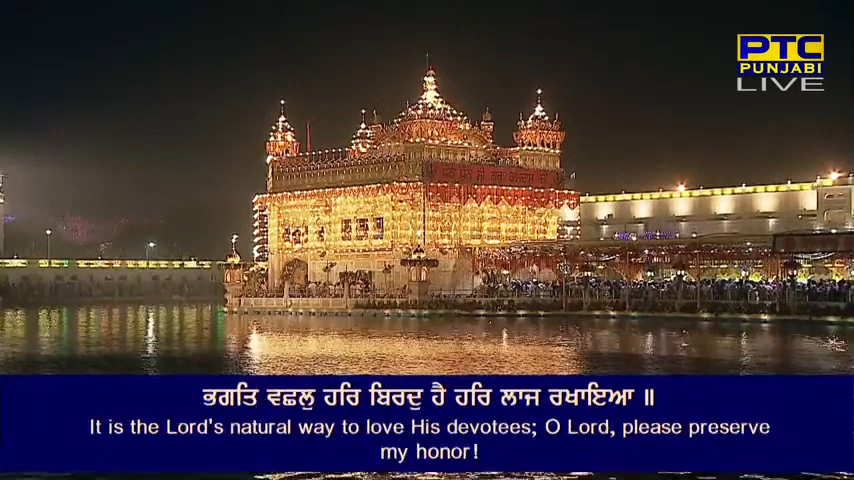 PTC
PUNJABI
LIVE
ਭਗਤਿ ਵਛਲੁ ਹਰਿ ਬਿਰਦੁ ਹੈ ਹਰਿ ਲਾਜ ਰਖਾਇਆ ॥
It is the Lord's natural way to love His devotees; O Lord, please preserve
my honor!